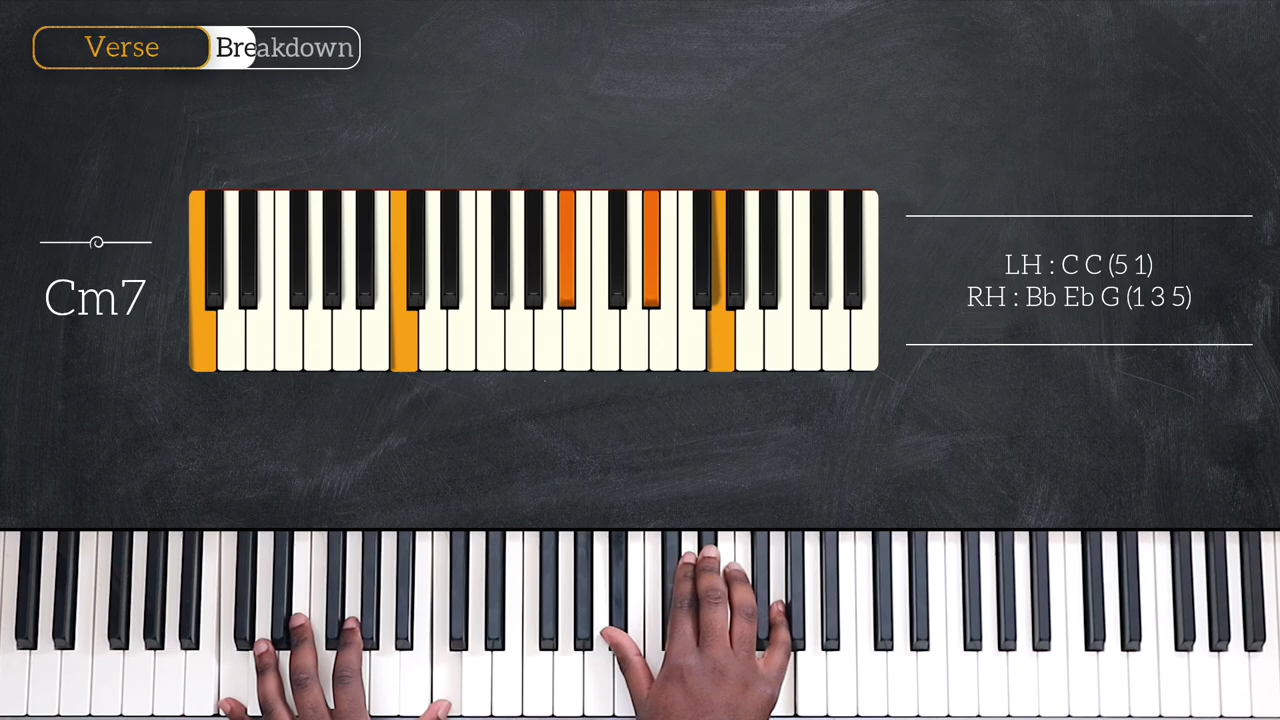 Verse Breakdown
Cm7
LH : C C (5 1)
RH : Bb Eb G (1 3 5)